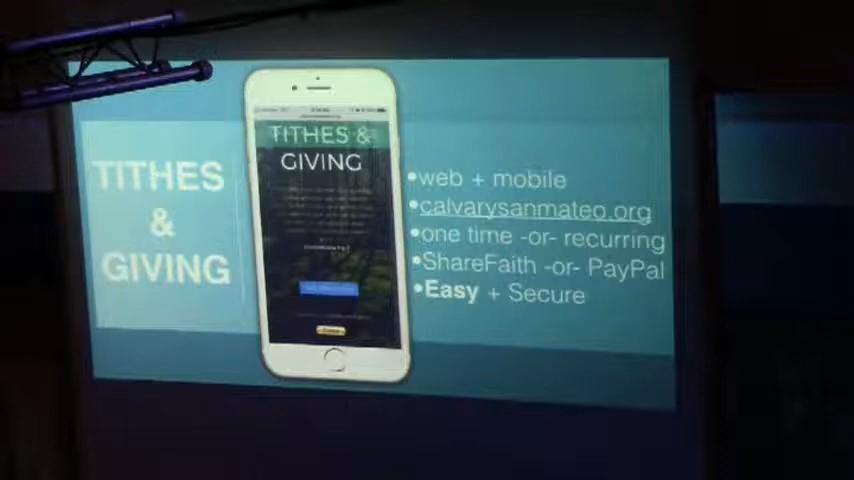 TITHES
&
GIVING
TITHES &
GIVING
•web + mobile
•calvarysanmateo.org
•one time -or- recurring
•ShareFaith -or- PayPal
•Easy + Secure